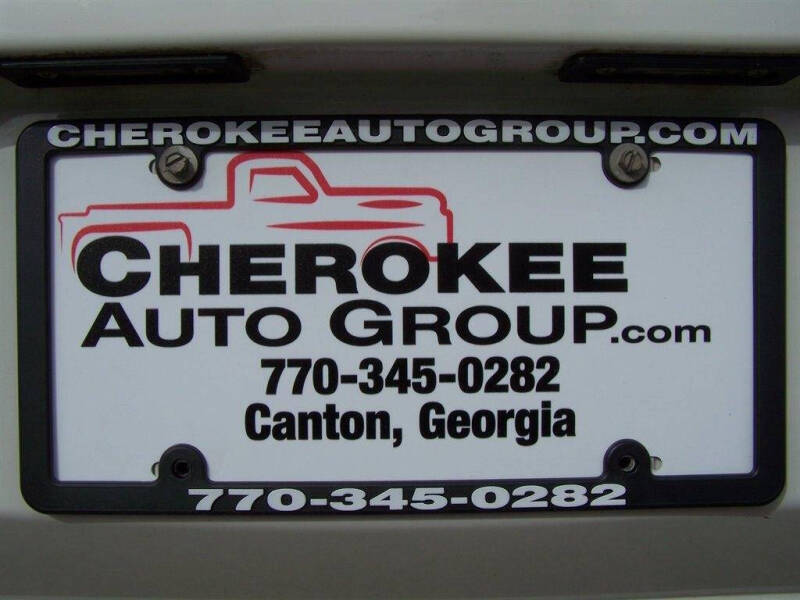 CHEROKEEAUTOGROUP.COM
CHEROKEE
AUTO GROUP.com
770-345-0282
Canton, Georgia
770-345-0282